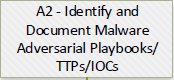 A2 - Identify and
Document Malware
Adversarial Playbooks/
TTPs/IOCs